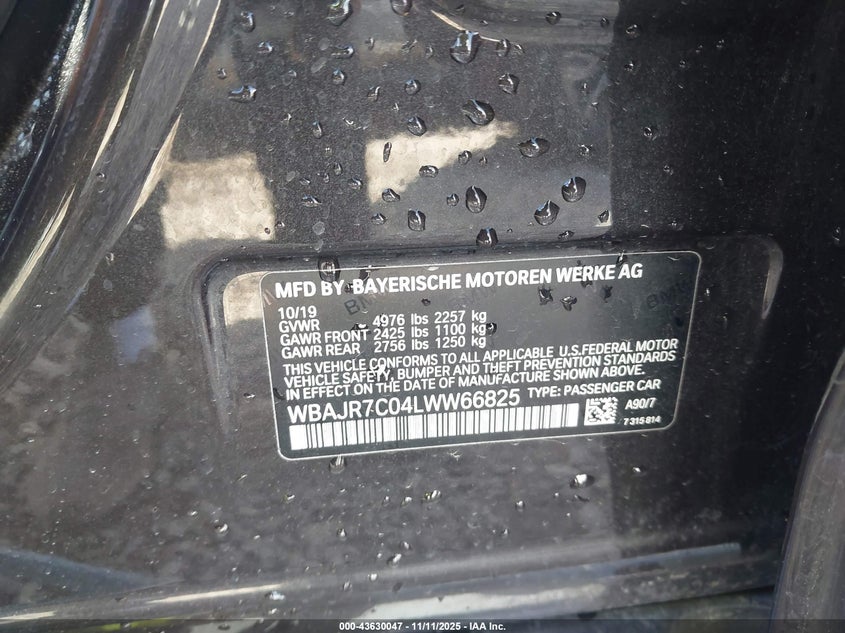 MFD BY BAYERISCHE MOTOREN WERKE AG
10/19
GVWR 4976 lbs 2257 kg
GAWR FRONT 2425 lbs 1100 kg
GAWR REAR 2756 lbs 1250 kg
THIS VEHICLE CONFORMS TO ALL APPLICABLE U.S.FEDERAL MOTOR
VEHICLE SAFETY, BUMPER AND THEFT PREVENTION STANDARDS
IN EFFECT ON THE DATE OF MANUFACTURE SHOWN ABOVE.
WBAJR7C04LWW66825 TYPE: PASSENGER CAR
A90/7
7 315 814
000-43630047 - 11/11/2025 - IAA Inc.